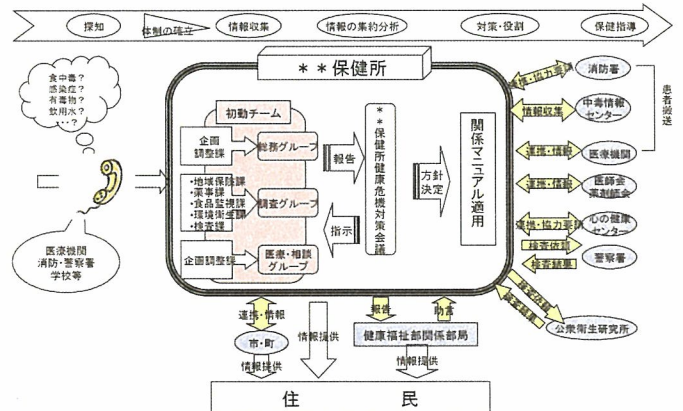 探知
体制の確立
情報収集
情報の集約分析
対策・役割
保健指導
**保健所
食中毒?
感染症?
有毒物?
飲用水?
・・・?
医療機関
消防・警察署
学校等
初動チーム
企画
調整課
総務グループ
・地域保険課
・薬事課
・食品監視課
・環境衛生課
・検査課
調査グループ
企画調整課
医療・相談
グループ
報告
指示
**保健所健康危機対策会議
方針
決定
関係マニュアル適用
連携・協力要請
消防署
情報収集
中毒情報
センター
連携・情報
医療機関
患者搬送
連携・情報
医師会
薬剤師会
連携・協力要請
心の健康
センター
検査依頼
検査結果
警察署
検査依頼
検査結果
公衆衛生研究所
連携・情報
市・町
情報提供
情報提供
報告
助言
健康福祉部関係部局
情報提供
住 民